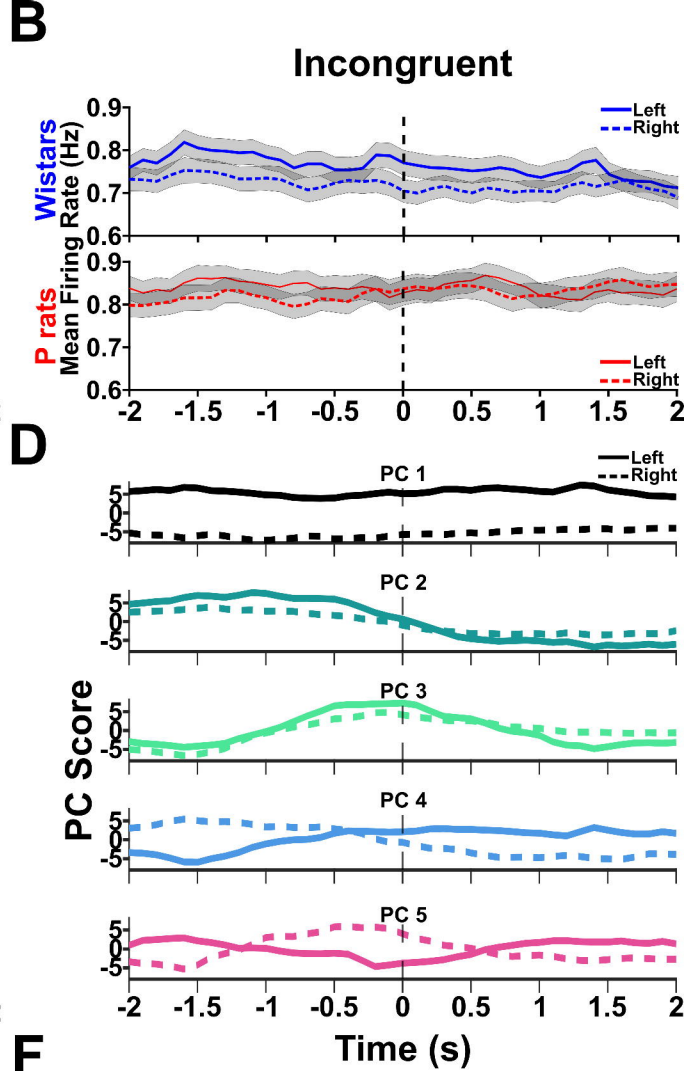 B
Incongruent
Wistars
P rats
Mean Firing Rate (Hz)
0.9
0.8
0.7
0.6
Left
Right
0.9
0.8
0.7
0.6
Left
Right
-2 -1.5 -1 -0.5 0 0.5 1 1.5 2
D
PC Score
Left
Right
PC 1
5
0
-5
PC 2
5
0
-5
PC 3
5
0
-5
PC 4
5
0
-5
PC 5
5
0
-5
-2 -1.5 -1 -0.5 0 0.5 1 1.5 2
Time (s)
F